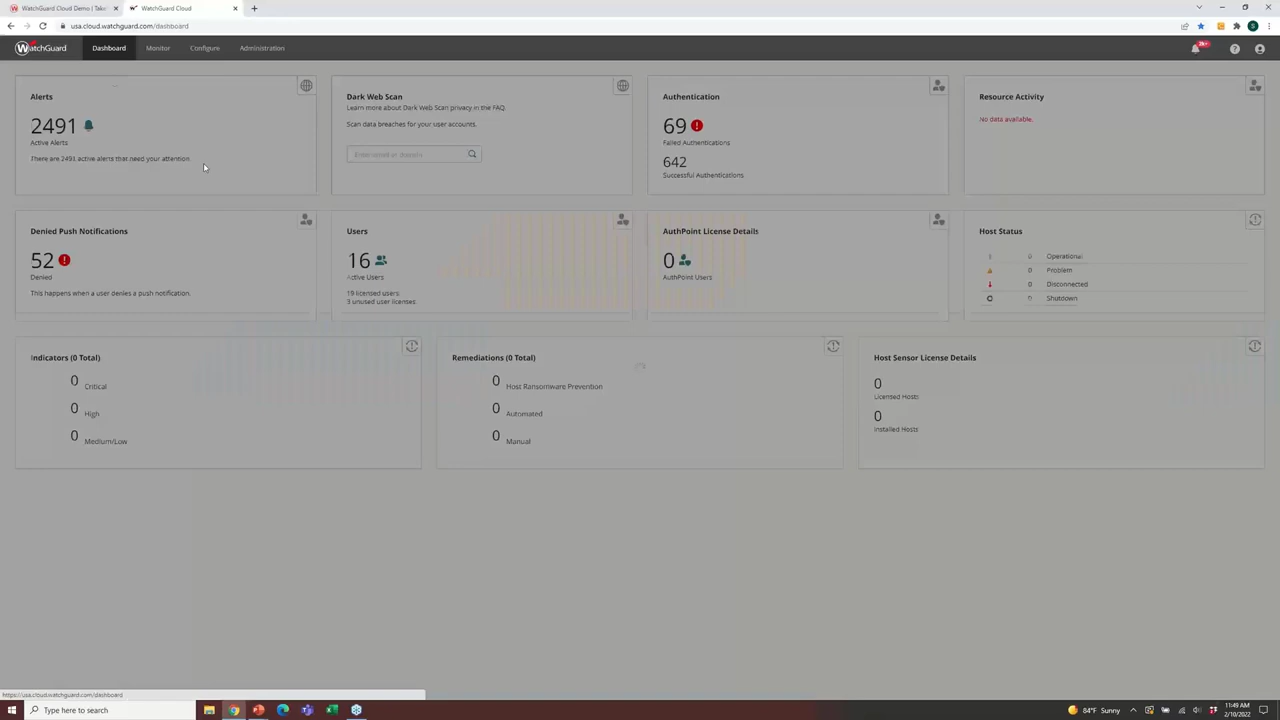 WatchGuard Cloud Demo | Take
WatchGuard Cloud
usa.cloud.watchguard.com/dashboard
WatchGuard
Dashboard
Monitor
Configure
Administration
Alerts
2491
Active Alerts
There are 2491 active alerts that need your attention.
Dark Web Scan
Learn more about Dark Web Scan privacy in the FAQ.
Scan data breaches for your user accounts.
Enter email or domain
Authentication
69
Failed Authentications
642
Successful Authentications
Resource Activity
No data available.
Denied Push Notifications
52
Denied
This happens when a user denies a push notification.
Users
16
Active Users
19 licensed users.
3 unused user licenses.
AuthPoint License Details
0
AuthPoint Users
Host Status
0 Operational
0 Problem
0 Disconnected
0 Shutdown
Indicators (0 Total)
0 Critical
0 High
0 Medium/Low
Remediations (0 Total)
0 Host Ransomware Prevention
0 Automated
0 Manual
Host Sensor License Details
0
Licensed Hosts
0
Installed Hosts
https://usa.cloud.watchguard.com/dashboard
Type here to search
84°F Sunny
11:49 AM
2/10/2022